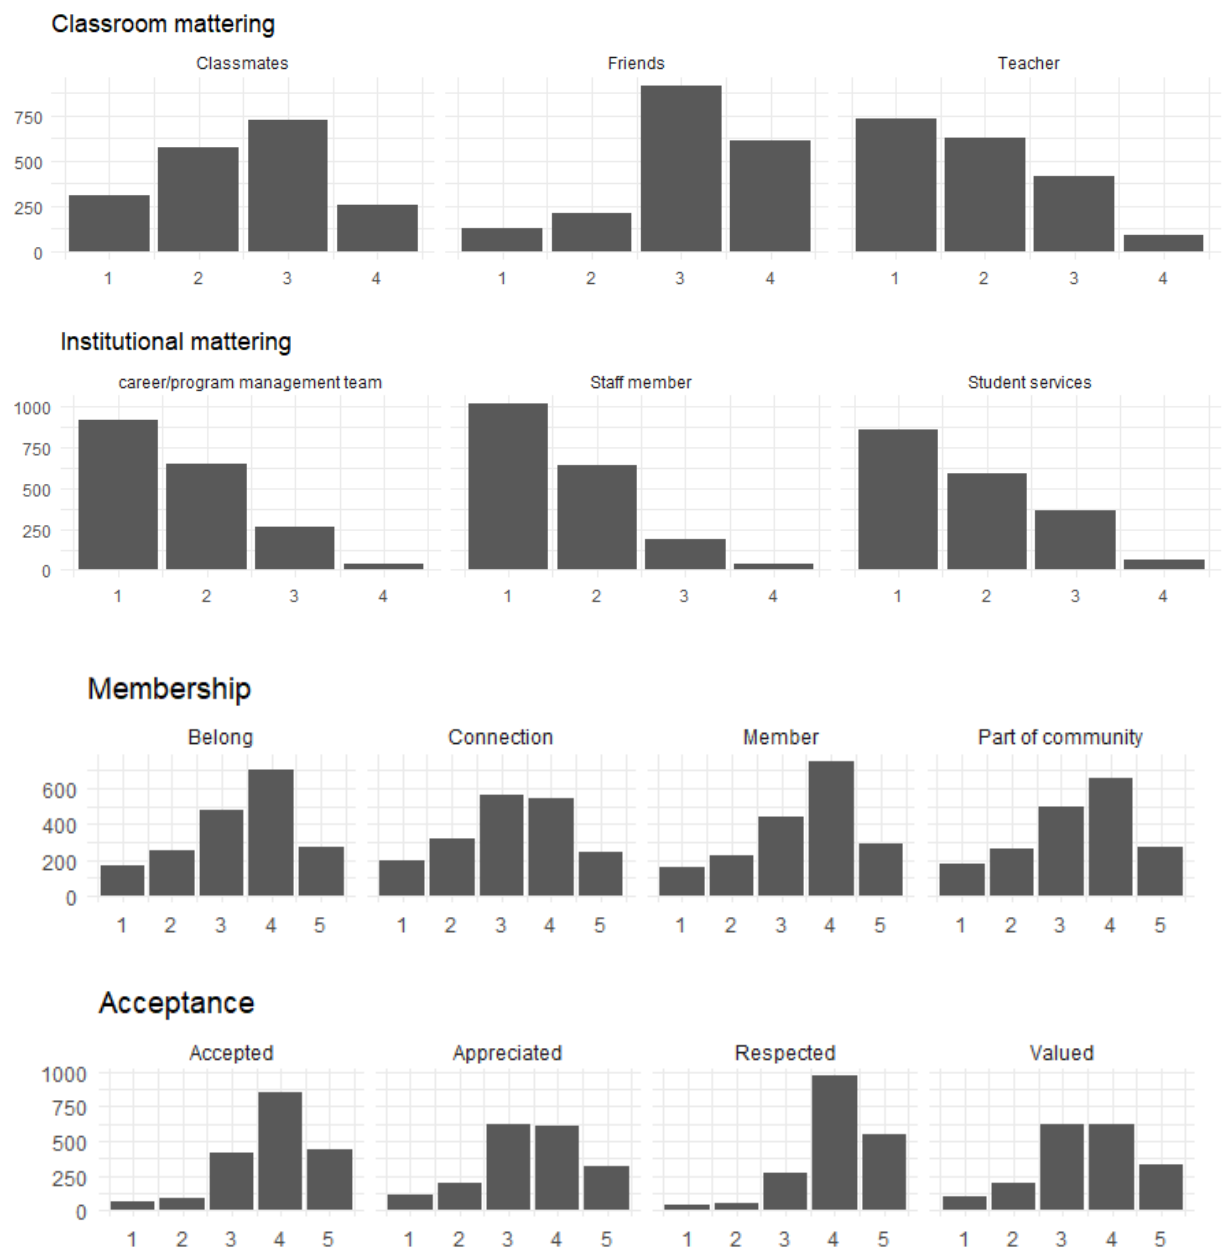 Classroom mattering
Classmates Friends Teacher
750
500
250
0
1 2 3 4 1 2 3 4 1 2 3 4
Institutional mattering
career/program management team Staff member Student services
1000
750
500
250
0
1 2 3 4 1 2 3 4 1 2 3 4
Membership
Belong Connection Member Part of community
600
400
200
0
1 2 3 4 5 1 2 3 4 5 1 2 3 4 5 1 2 3 4 5
Acceptance
Accepted Appreciated Respected Valued
1000
750
500
250
0
1 2 3 4 5 1 2 3 4 5 1 2 3 4 5 1 2 3 4 5